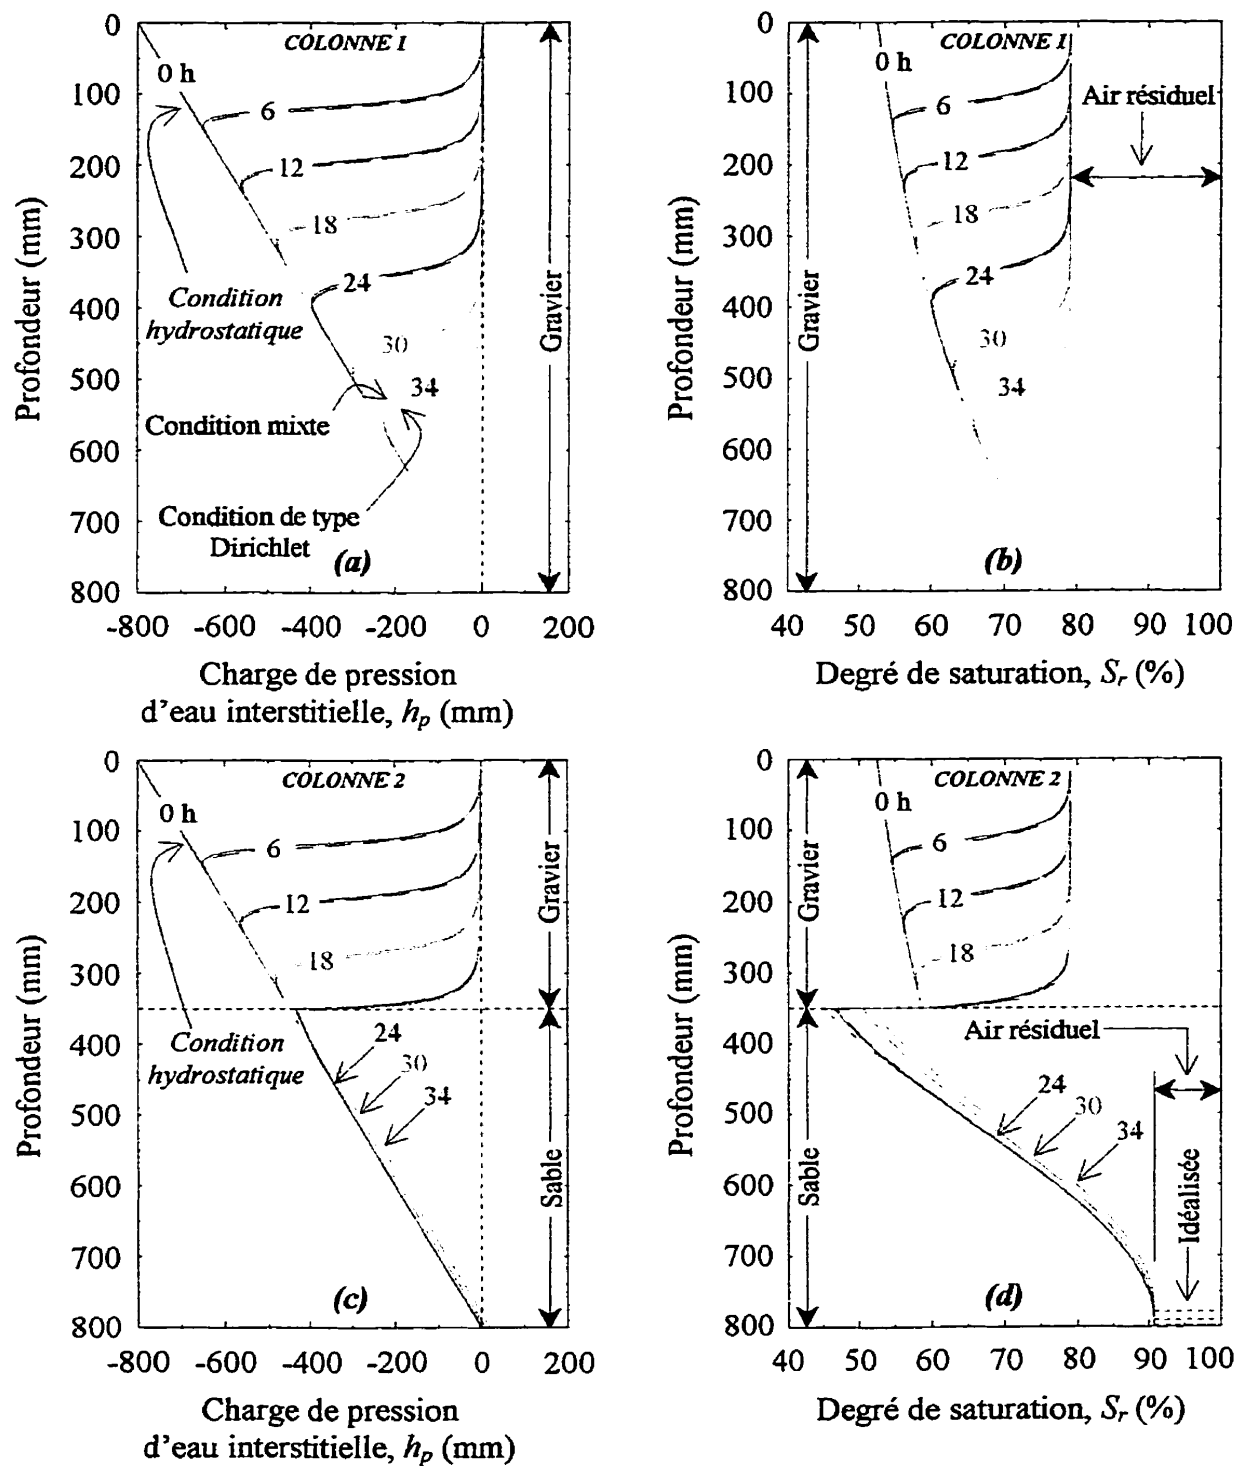 COLONNE 1
0 h
6
12
18
24
30
34
Condition
hydrostatique
Condition mixte
Condition de type
Dirichlet
(a)
Gravier
0
100
200
300
400
500
600
700
800
Profondeur (mm)
-800 -600 -400 -200 0 200
Charge de pression
d'eau interstitielle, hp (mm)
COLONNE 1
0 h
6
12
18
24
30
34
Air résiduel
Gravier
(b)
0
100
200
300
400
500
600
700
800
Profondeur (mm)
40 50 60 70 80 90 100
Degré de saturation, Sr (%)
COLONNE 2
0 h
6
12
18
24
30
34
Condition
hydrostatique
(c)
Gravier
Sable
0
100
200
300
400
500
600
700
800
Profondeur (mm)
-800 -600 -400 -200 0 200
Charge de pression
d'eau interstitielle, hp (mm)
COLONNE 2
0 h
6
12
18
24
30
34
Air résiduel
Idéalisée
(d)
Gravier
Sable
0
100
200
300
400
500
600
700
800
Profondeur (mm)
40 50 60 70 80 90 100
Degré de saturation, Sr (%)